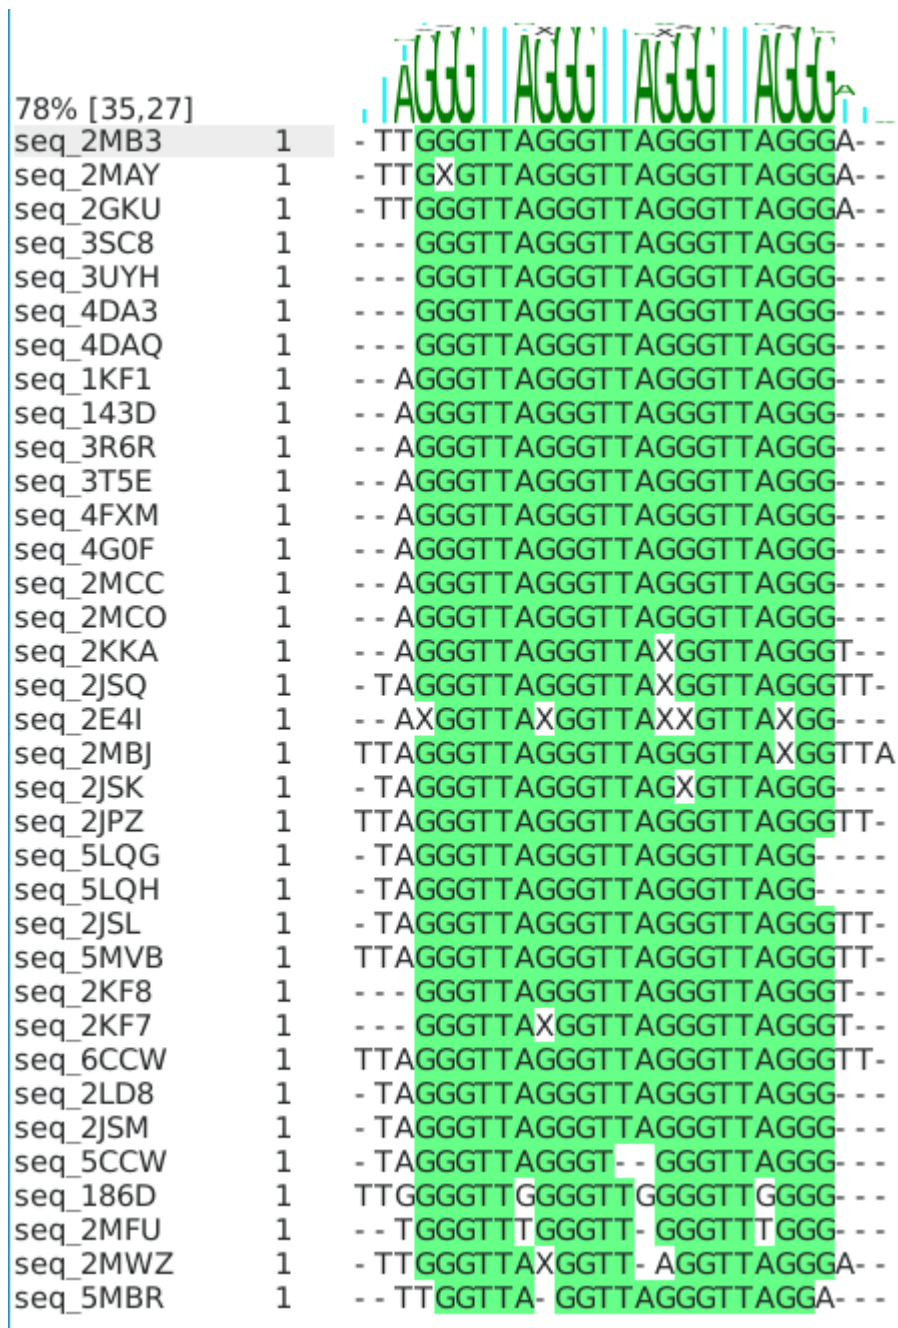 AGGG AGGG AGGG AGGGA
78% [35,27]
seq_2MB3 1 -TTGGGTTAGGGTTAGGGTTAGGGA--
seq_2MAY 1 -TTGXGTTAGGGTTAGGGTTAGGGA--
seq_2GKU 1 -TTGGGTTAGGGTTAGGGTTAGGGA--
seq_3SC8 1 ---GGGTTAGGGTTAGGGTTAGGG---
seq_3UYH 1 ---GGGTTAGGGTTAGGGTTAGGG---
seq_4DA3 1 ---GGGTTAGGGTTAGGGTTAGGG---
seq_4DAQ 1 ---GGGTTAGGGTTAGGGTTAGGG---
seq_1KF1 1 --AGGGTTAGGGTTAGGGTTAGGG---
seq_143D 1 --AGGGTTAGGGTTAGGGTTAGGG---
seq_3R6R 1 --AGGGTTAGGGTTAGGGTTAGGG---
seq_3T5E 1 --AGGGTTAGGGTTAGGGTTAGGG---
seq_4FXM 1 --AGGGTTAGGGTTAGGGTTAGGG---
seq_4G0F 1 --AGGGTTAGGGTTAGGGTTAGGG---
seq_2MCC 1 --AGGGTTAGGGTTAGGGTTAGGG---
seq_2MCO 1 --AGGGTTAGGGTTAGGGTTAGGG---
seq_2KKA 1 --AGGGTTAGGGTTAXGGTTAGGGT--
seq_2JSQ 1 -TAGGGTTAGGGTTAXGGTTAGGGTT-
seq_2E4I 1 --AXGGTTAXGGTTAXXGTTAXGG---
seq_2MBJ 1 TTAGGGTTAGGGTTAGGGTTAXGGTTA
seq_2JSK 1 -TAGGGTTAGGGTTAGXGTTAGGG---
seq_2JPZ 1 TTAGGGTTAGGGTTAGGGTTAGGGTT-
seq_5LQG 1 -TAGGGTTAGGGTTAGGGTTAGG----
seq_5LQH 1 -TAGGGTTAGGGTTAGGGTTAGG----
seq_2JSL 1 -TAGGGTTAGGGTTAGGGTTAGGGTT-
seq_5MVB 1 TTAGGGTTAGGGTTAGGGTTAGGGTT-
seq_2KF8 1 ---GGGTTAGGGTTAGGGTTAGGGT--
seq_2KF7 1 ---GGGTTAXGGTTAGGGTTAGGGT--
seq_6CCW 1 TTAGGGTTAGGGTTAGGGTTAGGGTT-
seq_2LD8 1 -TAGGGTTAGGGTTAGGGTTAGGG---
seq_2JSM 1 -TAGGGTTAGGGTTAGGGTTAGGG---
seq_5CCW 1 -TAGGGTTAGGGT--GGGTTAGGG---
seq_186D 1 TTGGGGTTGGGGTTGGGGTTGGGG---
seq_2MFU 1 --TGGGTTTGGGTT-GGGTTTGGG---
seq_2MWZ 1 -TTGGGTTAXGGTT-AGGTTAGGGA--
seq_5MBR 1 --TTGGTTA-GGTTAGGGTTAGGA---